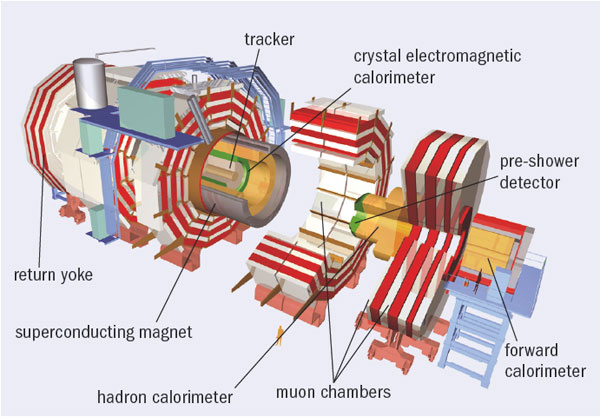 tracker
crystal electromagnetic
calorimeter
pre-shower
detector
return yoke
superconducting magnet
forward
calorimeter
hadron calorimeter
muon chambers